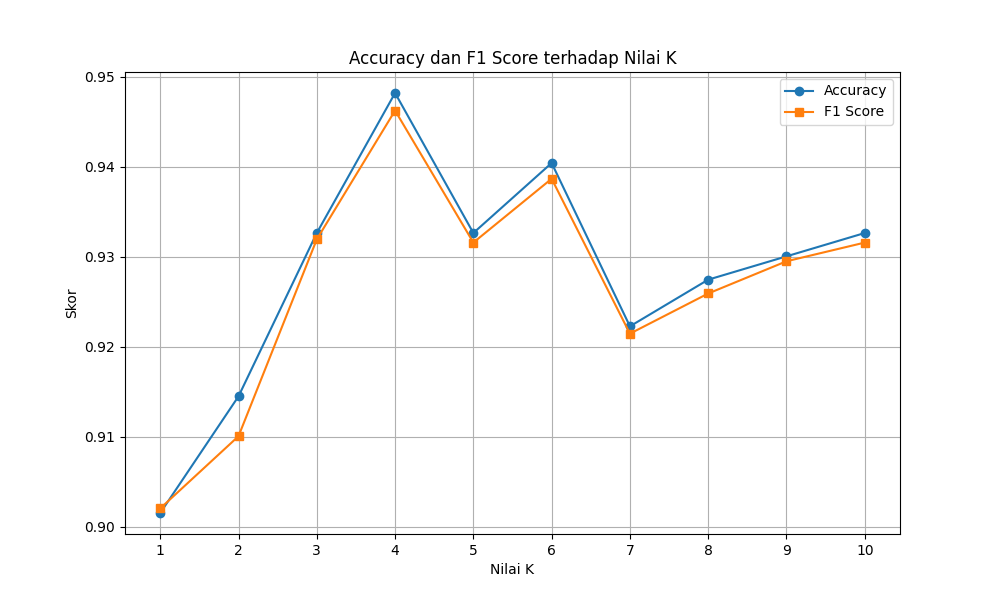 Accuracy dan F1 Score terhadap Nilai K
Accuracy
F1 Score
Skor
0.95
0.94
0.93
0.92
0.91
0.90
1 2 3 4 5 6 7 8 9 10
Nilai K